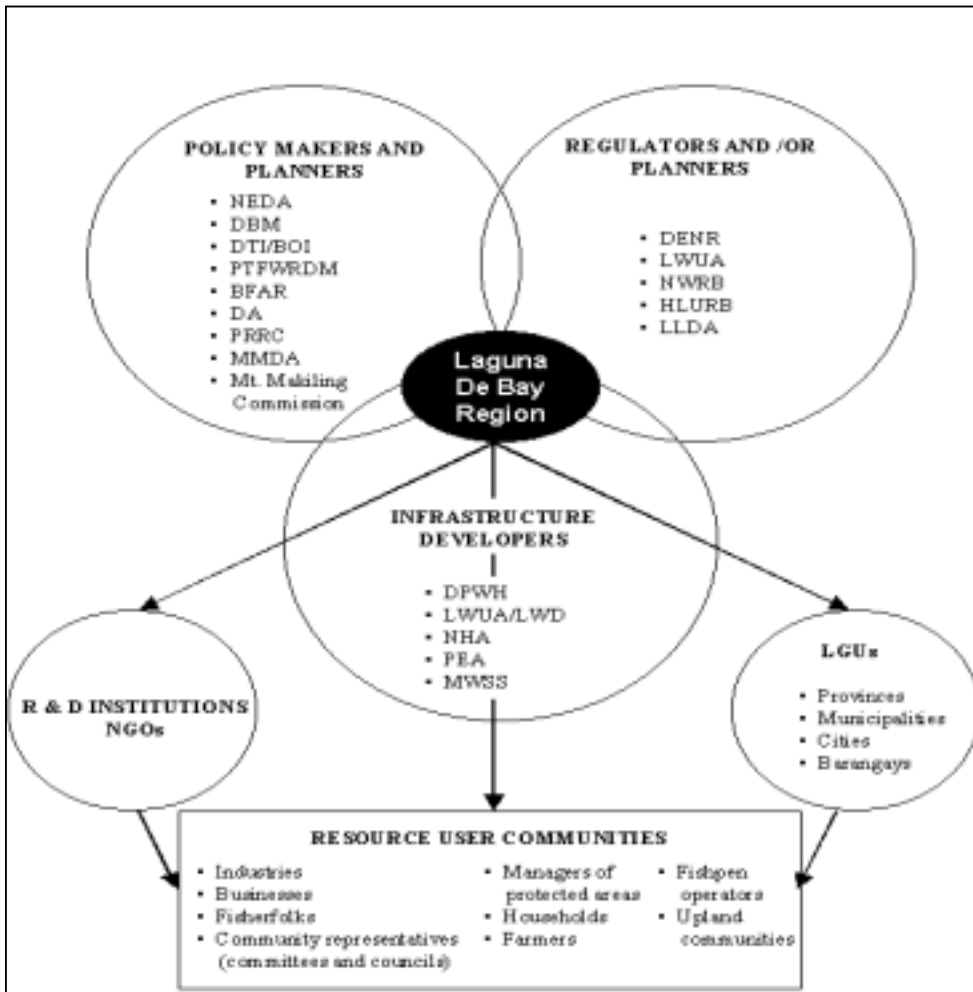 POLICY MAKERS AND
PLANNERS
▪ NEDA
▪ DBM
▪ DTI/BOI
▪ PTFWRDM
▪ BFAR
▪ DA
▪ PRRC
▪ MMDA
▪ Mt. Makiling
Commission
REGULATORS AND /OR
PLANNERS
▪ DENR
▪ LWUA
▪ NWRB
▪ HLURB
▪ LLDA
Laguna
De Bay
Region
INFRASTRUCTURE
DEVELOPERS
▪ DPWH
▪ LWUA/LWD
▪ NHA
▪ PEA
▪ MWSS
R & D INSTITUTIONS
NGOs
LGUs
▪ Provinces
▪ Municipalities
▪ Cities
▪ Barangays
RESOURCE USER COMMUNITIES
▪ Industries
▪ Businesses
▪ Fisherfolks
▪ Community representatives
(committees and councils)
▪ Managers of
protected areas
▪ Households
▪ Farmers
▪ Fishpen
operators
▪ Upland
communities